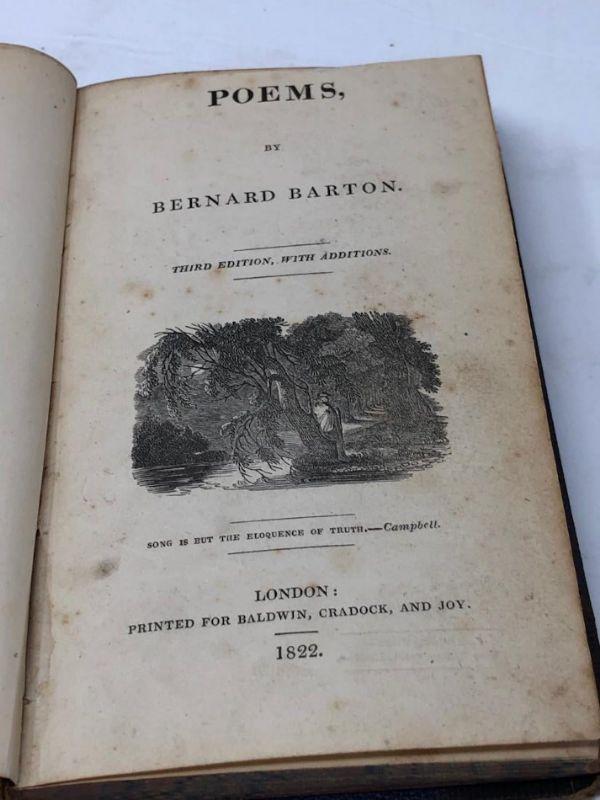 POEMS,
BY
BERNARD BARTON.
THIRD EDITION, WITH ADDITIONS.
SONG IS BUT THE ELOQUENCE OF TRUTH.—Campbell.
LONDON:
PRINTED FOR BALDWIN, CRADOCK, AND JOY.
1822.